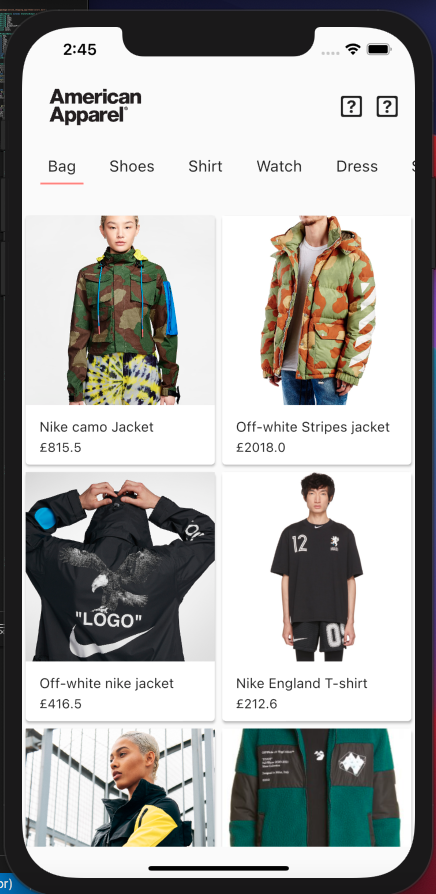 2:45
American
Apparel
? ?
Bag Shoes Shirt Watch Dress
Nike camo Jacket
£815.5
Off-white Stripes jacket
£2018.0
"LOGO"
12
Off-white nike jacket
£416.5
Nike England T-shirt
£212.6
or)